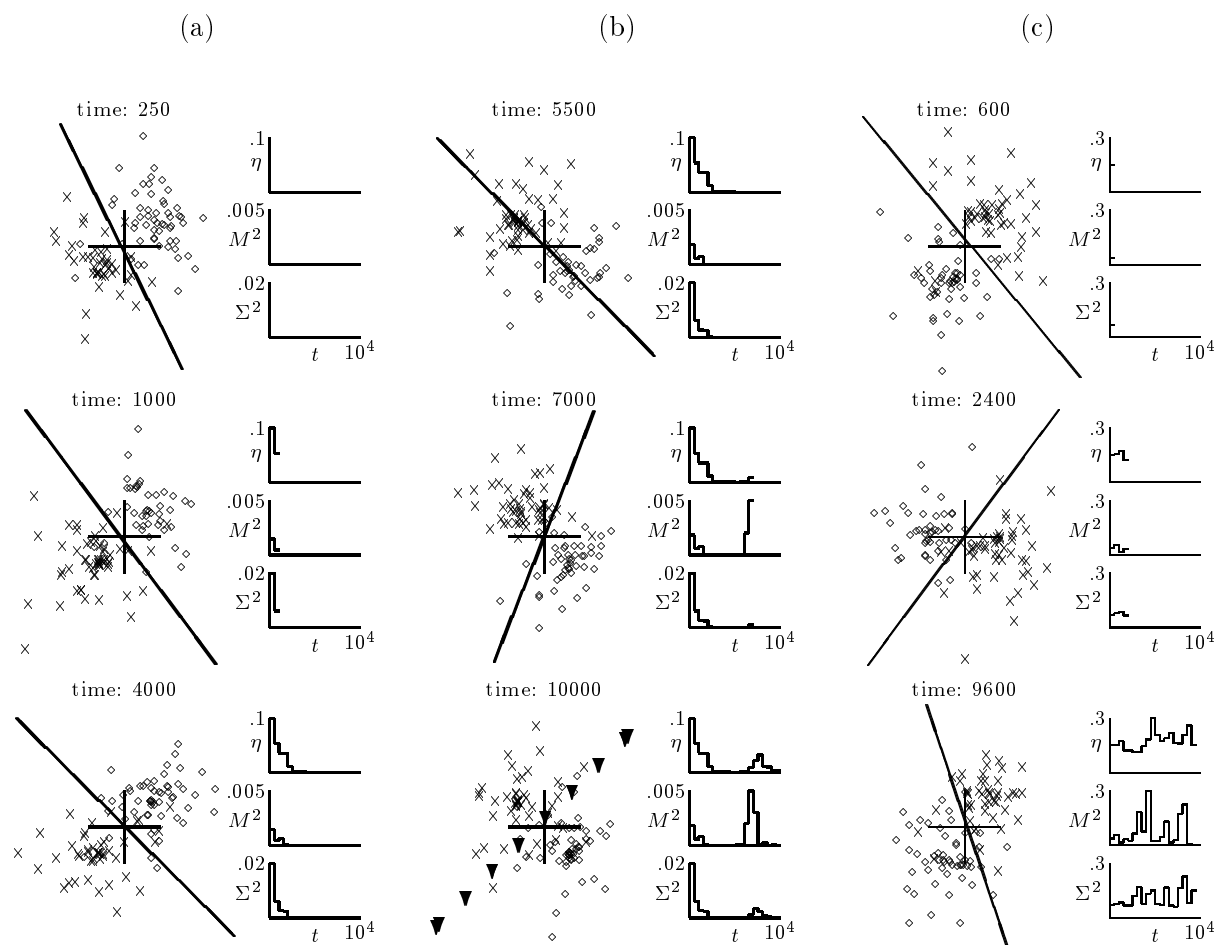 (a) (b) (c)
time: 250
.1
η
.005
M²
.02
Σ²
t 10⁴
time: 5500
.1
η
.005
M²
.02
Σ²
t 10⁴
time: 600
.3
η
.3
M²
.3
Σ²
t 10⁴
time: 1000
.1
η
.005
M²
.02
Σ²
t 10⁴
time: 7000
.1
η
.005
M²
.02
Σ²
t 10⁴
time: 2400
.3
η
.3
M²
.3
Σ²
t 10⁴
time: 4000
.1
η
.005
M²
.02
Σ²
t 10⁴
time: 10000
.1
η
.005
M²
.02
Σ²
t 10⁴
time: 9600
.3
η
.3
M²
.3
Σ²
t 10⁴